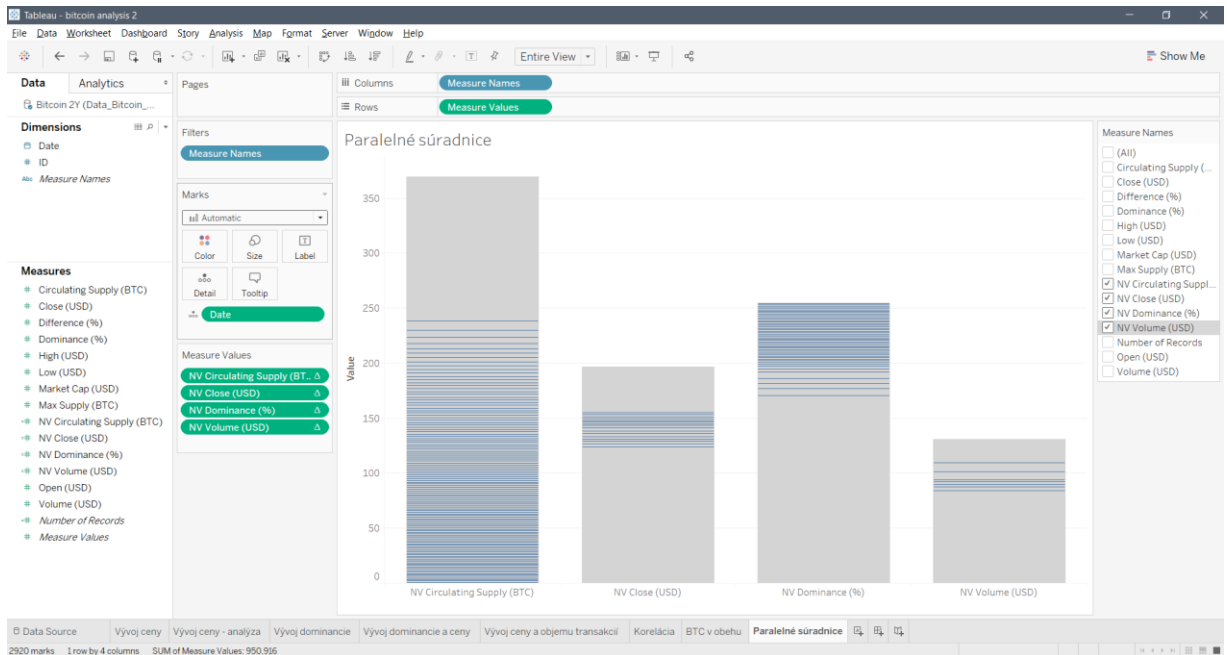 Tableau - bitcoin analysis 2
File Data Worksheet Dashboard Story Analysis Map Format Server Window Help
Entire View
Show Me
Data Analytics
Pages
Columns Measure Names
Bitcoin 2Y (Data_Bitcoin_...
Rows Measure Values
Dimensions
Date
ID
Abc Measure Names
Filters
Measure Names
Marks
Automatic
Color Size Label
Detail Tooltip
Date
Measures
Circulating Supply (BTC)
Close (USD)
Difference (%)
Dominance (%)
High (USD)
Low (USD)
Market Cap (USD)
Max Supply (BTC)
NV Circulating Supply (BTC)
NV Close (USD)
NV Dominance (%)
NV Volume (USD)
Open (USD)
Volume (USD)
Number of Records
Measure Values
Measure Values
NV Circulating Supply (BT..
NV Close (USD)
NV Dominance (%)
NV Volume (USD)
Paralelné súradnice
Value
350
300
250
200
150
100
50
0
NV Circulating Supply (BTC) NV Close (USD) NV Dominance (%) NV Volume (USD)
Measure Names
(All)
Circulating Supply (...
Close (USD)
Difference (%)
Dominance (%)
High (USD)
Low (USD)
Market Cap (USD)
Max Supply (BTC)
NV Circulating Suppl...
NV Close (USD)
NV Dominance (%)
NV Volume (USD)
Number of Records
Open (USD)
Volume (USD)
Data Source Vývoj ceny Vývoj ceny - analýza Vývoj dominancie Vývoj dominancie a ceny Vývoj ceny a objemu transakcií Korelácia BTC v obehu Paralelné súradnice
2920 marks 1 row by 4 columns SUM of Measure Values: 950,916